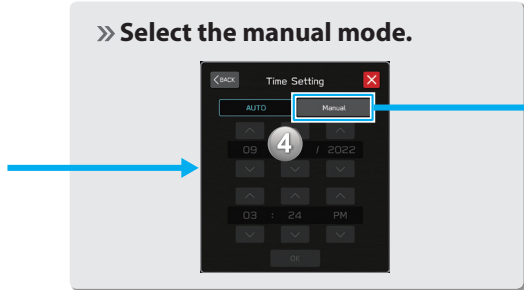 » Select the manual mode.
BACK Time Setting
AUTO Manual
4
09 / 2022
03 : 24 PM
OK